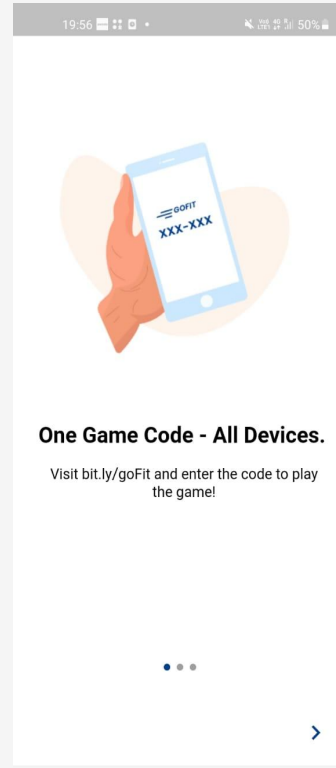 19:56
50%
GOFIT
XXX-XXX
One Game Code - All Devices.
Visit bit.ly/goFit and enter the code to play
the game!